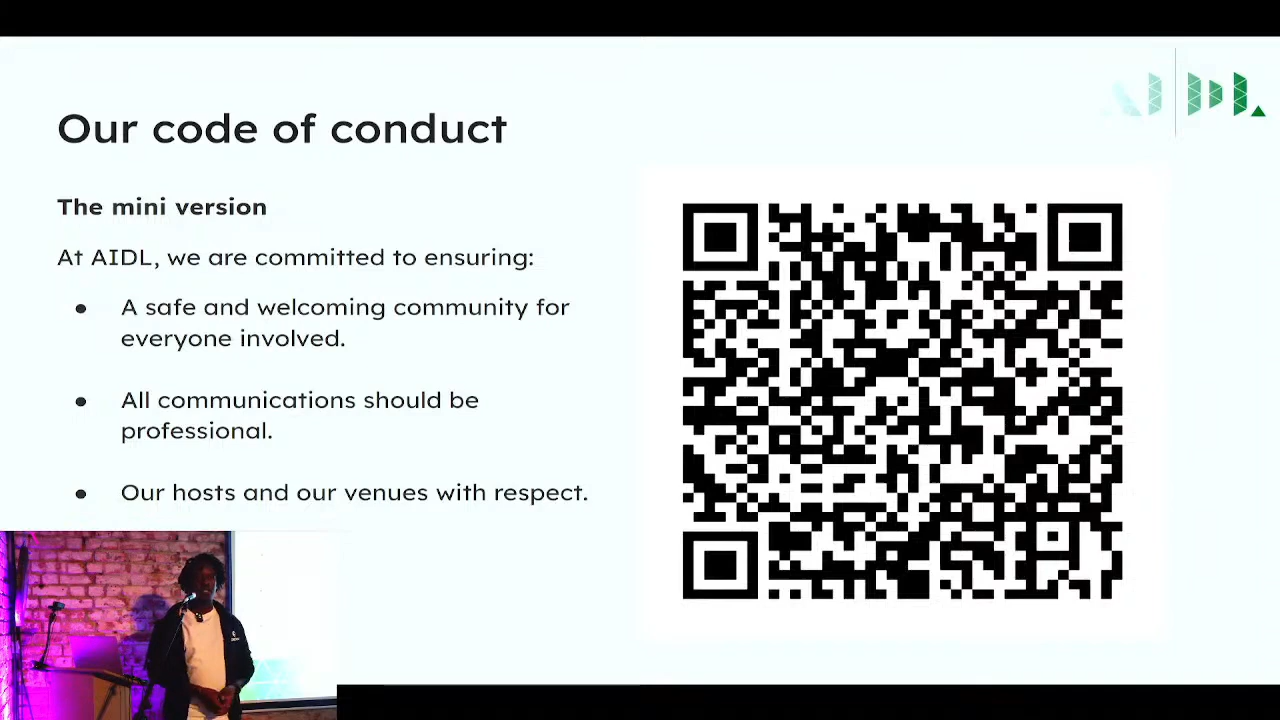 Our code of conduct
AIDL
The mini version
At AIDL, we are committed to ensuring:
● A safe and welcoming community for
everyone involved.
● All communications should be
professional.
● Our hosts and our venues with respect.